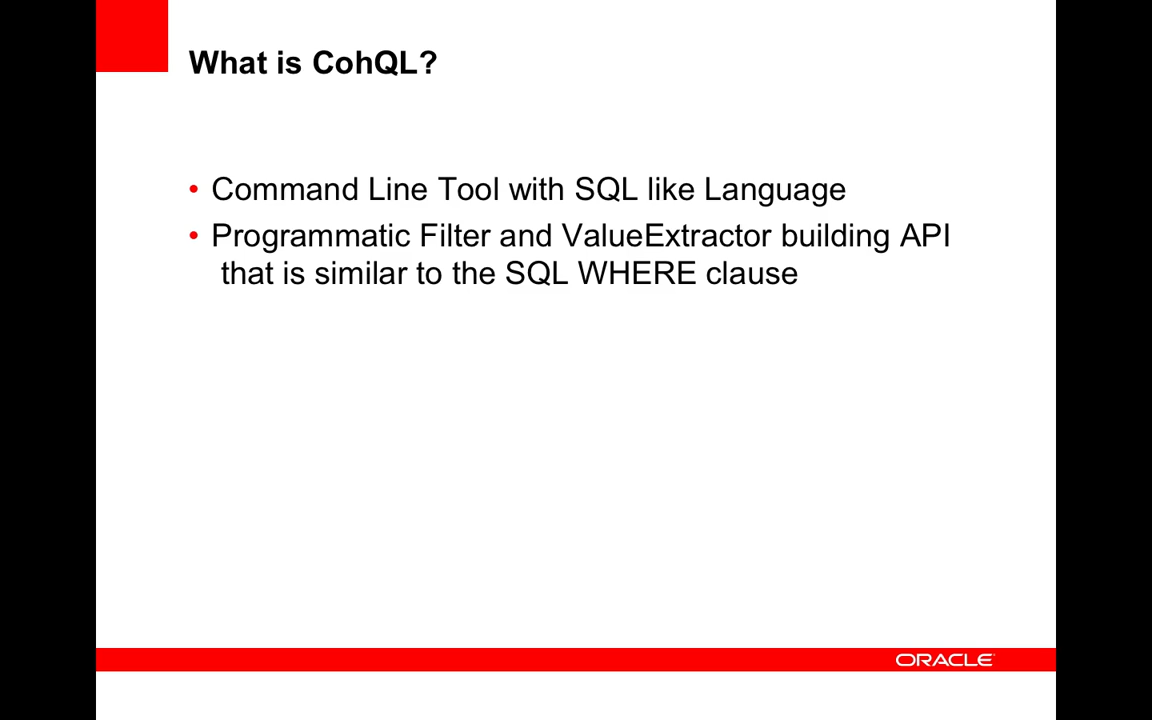 What is CohQL?
• Command Line Tool with SQL like Language
• Programmatic Filter and ValueExtractor building API
that is similar to the SQL WHERE clause
ORACLE